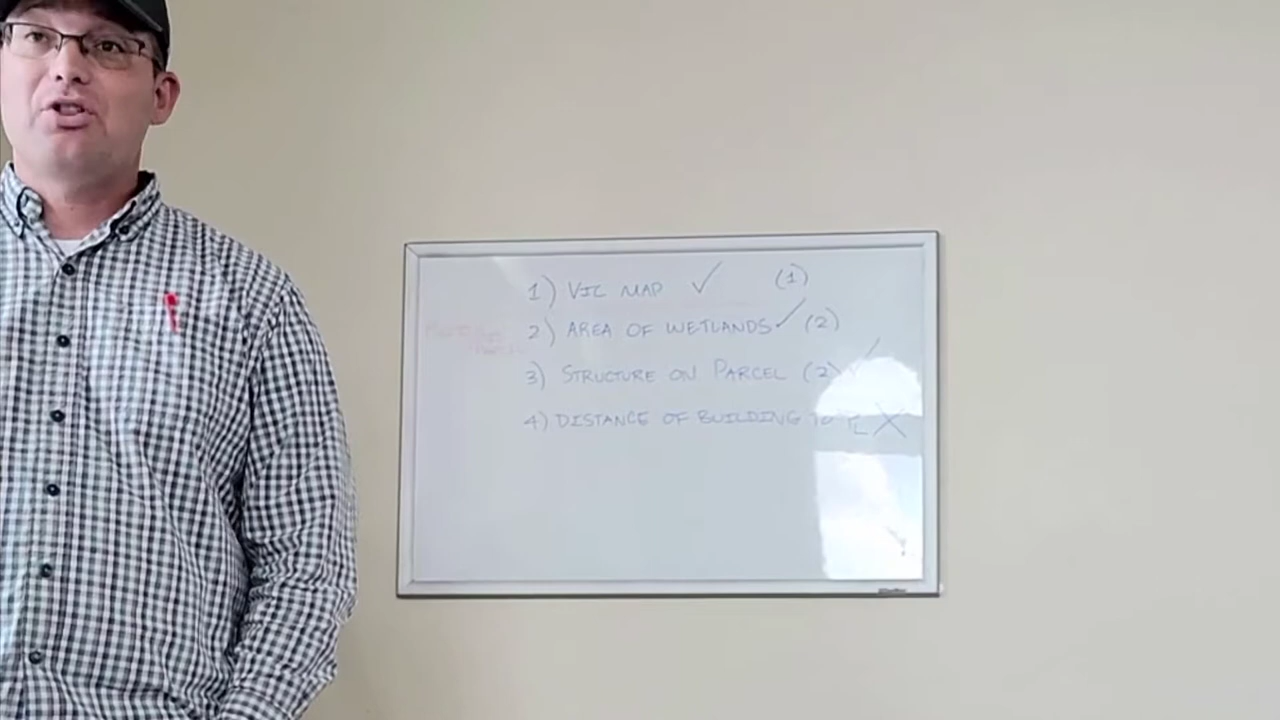 1) VIC MAP ✓ (1)
2) AREA OF WETLANDS ✓ (2)
3) STRUCTURE ON PARCEL (2) ✓
4) DISTANCE OF BUILDING TO X